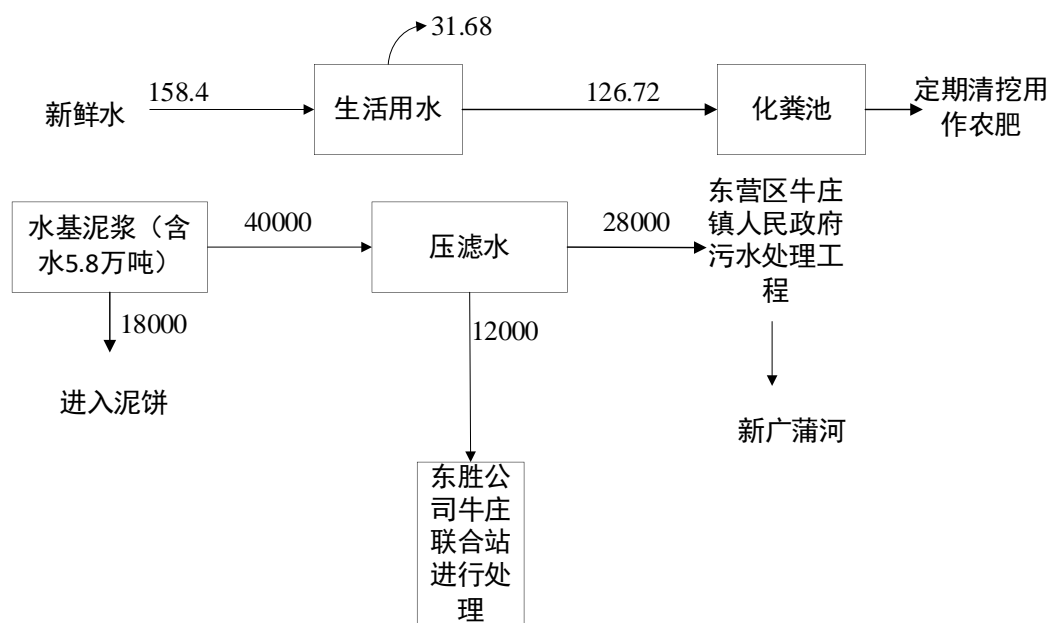 31.68
新鲜水
158.4
生活用水
126.72
化粪池
定期清挖用
作农肥
水基泥浆（含
水5.8万吨）
40000
压滤水
28000
东营区牛庄
镇人民政府
污水处理工
程
18000
12000
进入泥饼
新广蒲河
东胜公
司牛庄
联合站
进行处
理